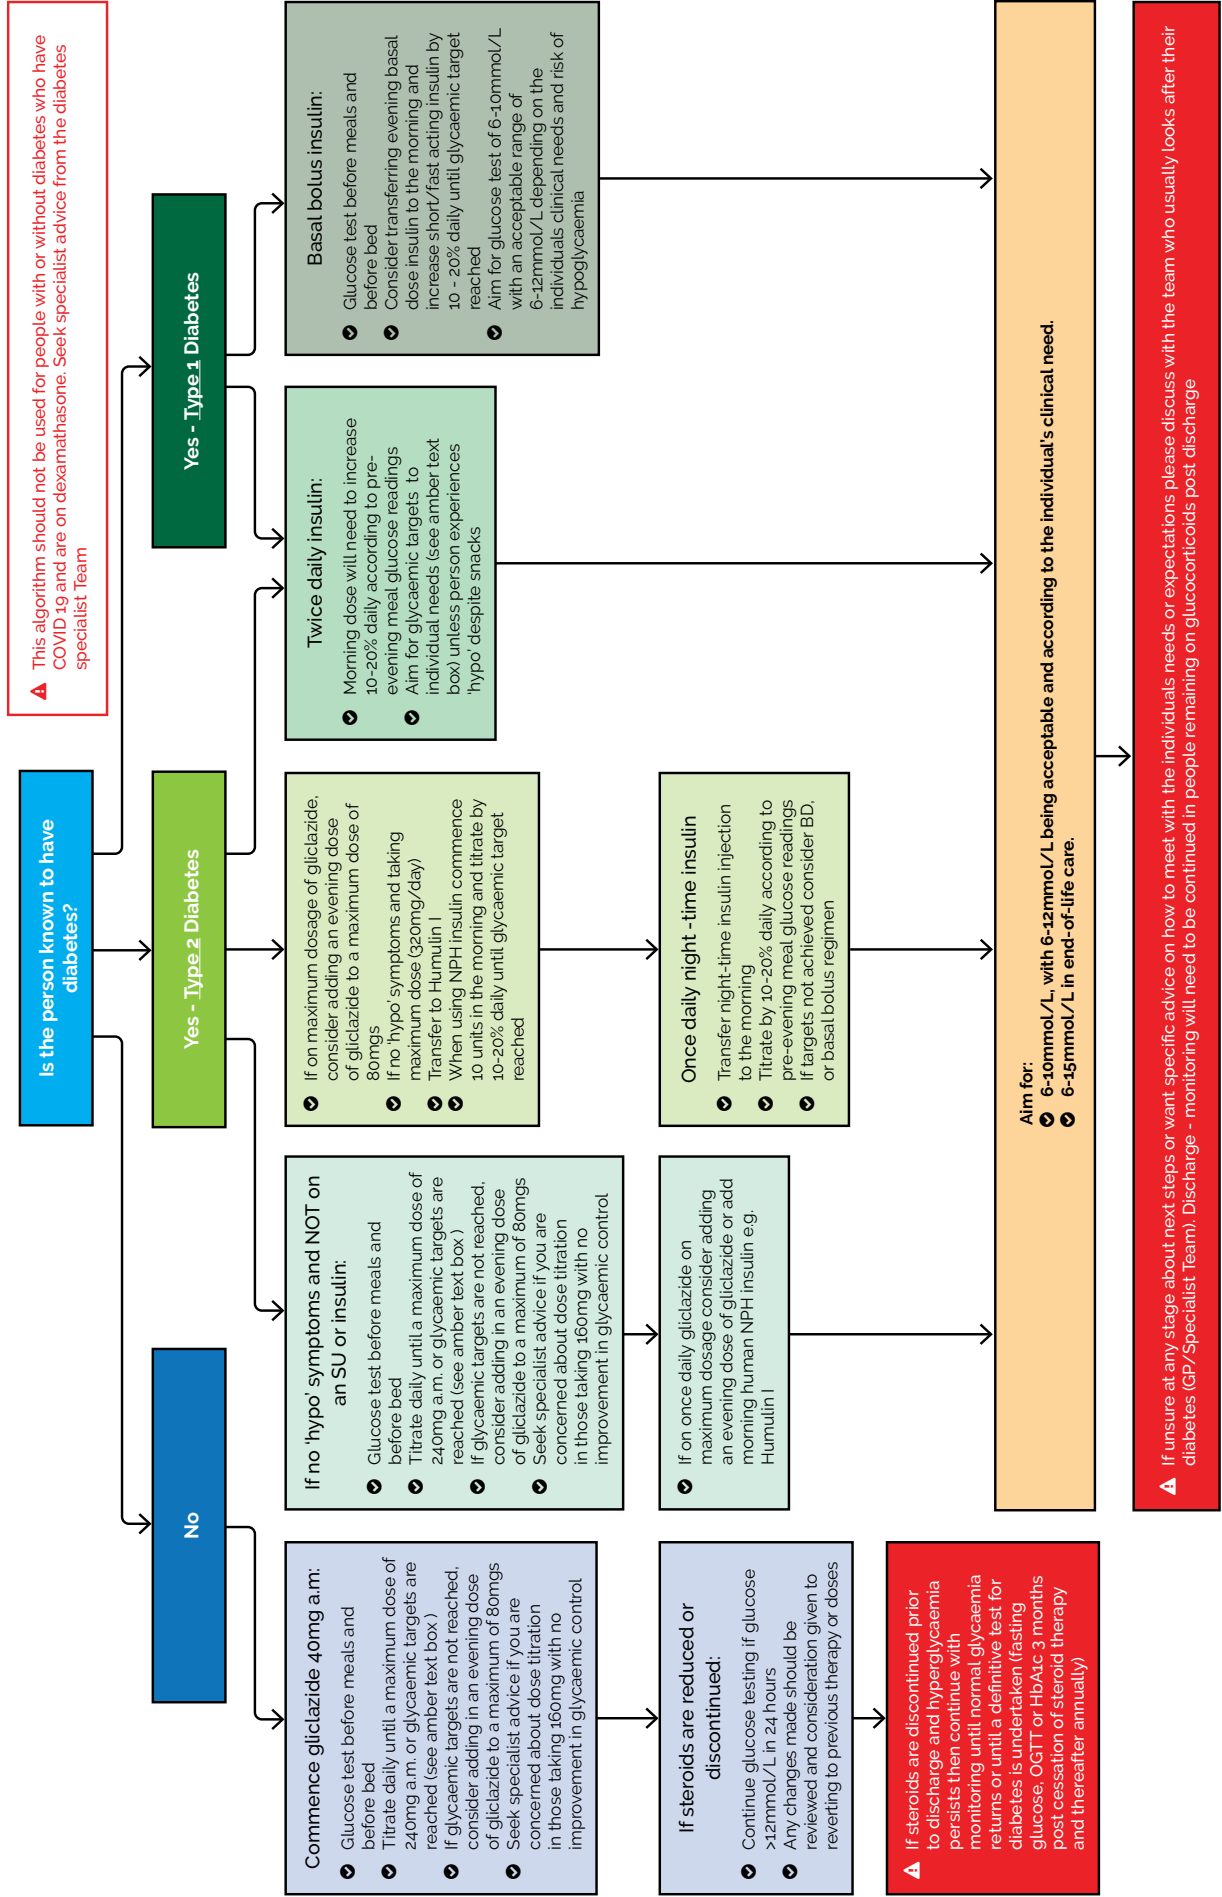 Is the person known to have
diabetes?
This algorithm should not be used for people with or without diabetes who have
COVID 19 and are on dexamathasone. Seek specialist advice from the diabetes
specialist Team
No
Yes - Type 2 Diabetes
Yes - Type 1 Diabetes
Commence gliclazide 40mg a.m:
Glucose test before meals and
before bed
Titrate daily until a maximum dose of
240mg a.m. or glycaemic targets are
reached (see amber text box )
If glycaemic targets are not reached,
consider adding in an evening dose
of gliclazide to a maximum of 80mgs
Seek specialist advice if you are
concerned about dose titration
in those taking 160mg with no
improvement in glycaemic control
If steroids are reduced or
discontinued:
Continue glucose testing if glucose
>12mmol/L in 24 hours
Any changes made should be
reviewed and consideration given to
reverting to previous therapy or doses
If steroids are discontinued prior
to discharge and hyperglycaemia
persists then continue with
monitoring until normal glycaemia
returns or until a definitive test for
diabetes is undertaken (fasting
glucose, OGTT or HbA1c 3 months
post cessation of steroid therapy
and thereafter annually)
If no 'hypo' symptoms and NOT on
an SU or insulin:
Glucose test before meals and
before bed
Titrate daily until a maximum dose of
240mg a.m. or glycaemic targets are
reached (see amber text box )
If glycaemic targets are not reached,
consider adding in an evening dose
of gliclazide to a maximum of 80mgs
Seek specialist advice if you are
concerned about dose titration
in those taking 160mg with no
improvement in glycaemic control
If on once daily gliclazide on
maximum dosage consider adding
an evening dose of gliclazide or add
morning human NPH insulin e.g.
Humulin I
If on maximum dosage of gliclazide,
consider adding an evening dose
of gliclazide to a maximum dose of
80mgs
If no 'hypo' symptoms and taking
maximum dose (320mg/day)
Transfer to Humulin I
When using NPH insulin commence
10 units in the morning and titrate by
10-20% daily until glycaemic target
reached
Once daily night -time insulin
Transfer night-time insulin injection
to the morning
Titrate by 10-20% daily according to
pre-evening meal glucose readings
If targets not achieved consider BD,
or basal bolus regimen
Twice daily insulin:
Morning dose will need to increase
10-20% daily according to pre-
evening meal glucose readings
Aim for glycaemic targets to
individual needs (see amber text
box) unless person experiences
'hypo' despite snacks
Basal bolus insulin:
Glucose test before meals and
before bed
Consider transferring evening basal
dose insulin to the morning and
increase short/fast acting insulin by
10 - 20% daily until glycaemic target
reached
Aim for glucose test of 6-10mmol/L
with an acceptable range of
6-12mmol/L depending on the
individuals clinical needs and risk of
hypoglycaemia
Aim for:
6-10mmol/L, with 6-12mmol/L being acceptable and according to the individual's clinical need.
6-15mmol/L in end-of-life care.
If unsure at any stage about next steps or want specific advice on how to meet with the individuals needs or expectations please discuss with the team who usually looks after their
diabetes (GP/Specialist Team). Discharge - monitoring will need to be continued in people remaining on glucocorticoids post discharge